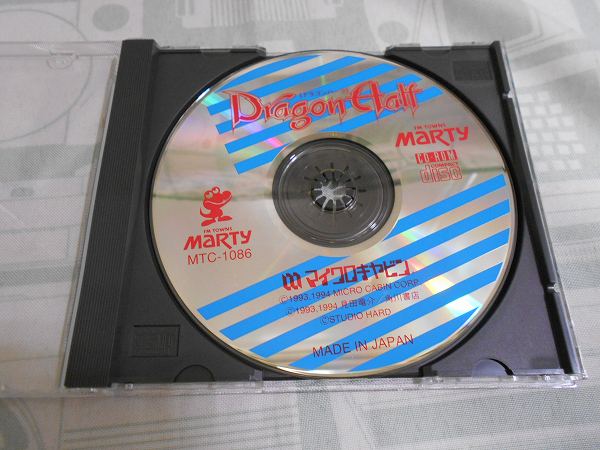 Dragon Half
FM TOWNS
MARTY
CD-ROM
COMPACT
disc
FM TOWNS
MARTY
MTC-1086
マイクロキャビン
©1993,1994 MICRO CABIN CORP.
©1993,1994 見田竜介/角川書店
©STUDIO HARD
MADE IN JAPAN